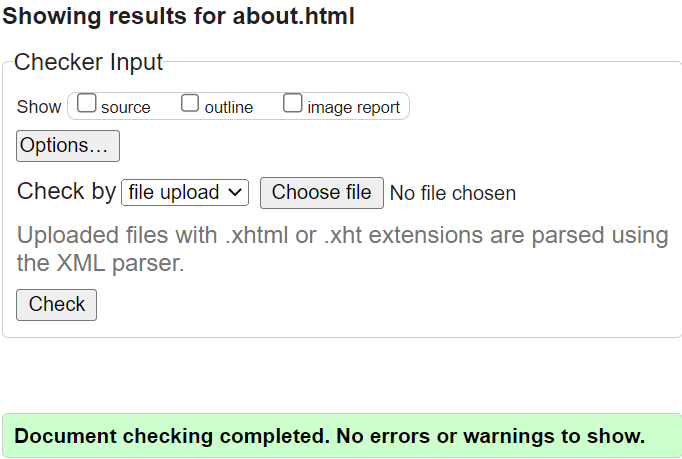 Showing results for about.html
Checker Input
Show source outline image report
Options…
Check by file upload Choose file No file chosen
Uploaded files with .xhtml or .xht extensions are parsed using
the XML parser.
Check
Document checking completed. No errors or warnings to show.